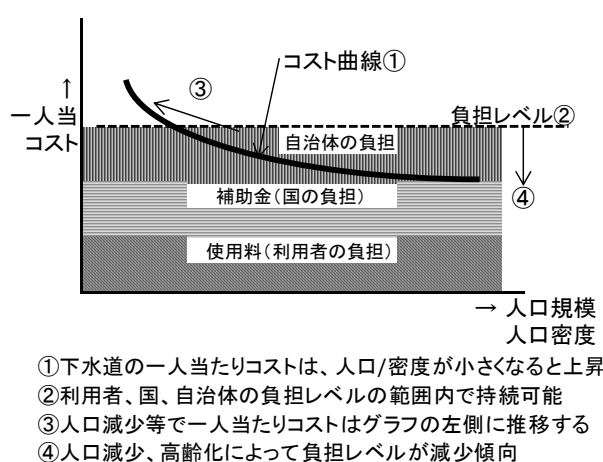 コスト曲線①
③
↑
一人当
コスト
負担レベル②
自治体の負担
④
補助金(国の負担)
使用料(利用者の負担)
→ 人口規模
人口密度
①下水道の一人当たりコストは、人口/密度が小さくなると上昇
②利用者、国、自治体の負担レベルの範囲内で持続可能
③人口減少等で一人当たりコストはグラフの左側に推移する
④人口減少、高齢化によって負担レベルが減少傾向